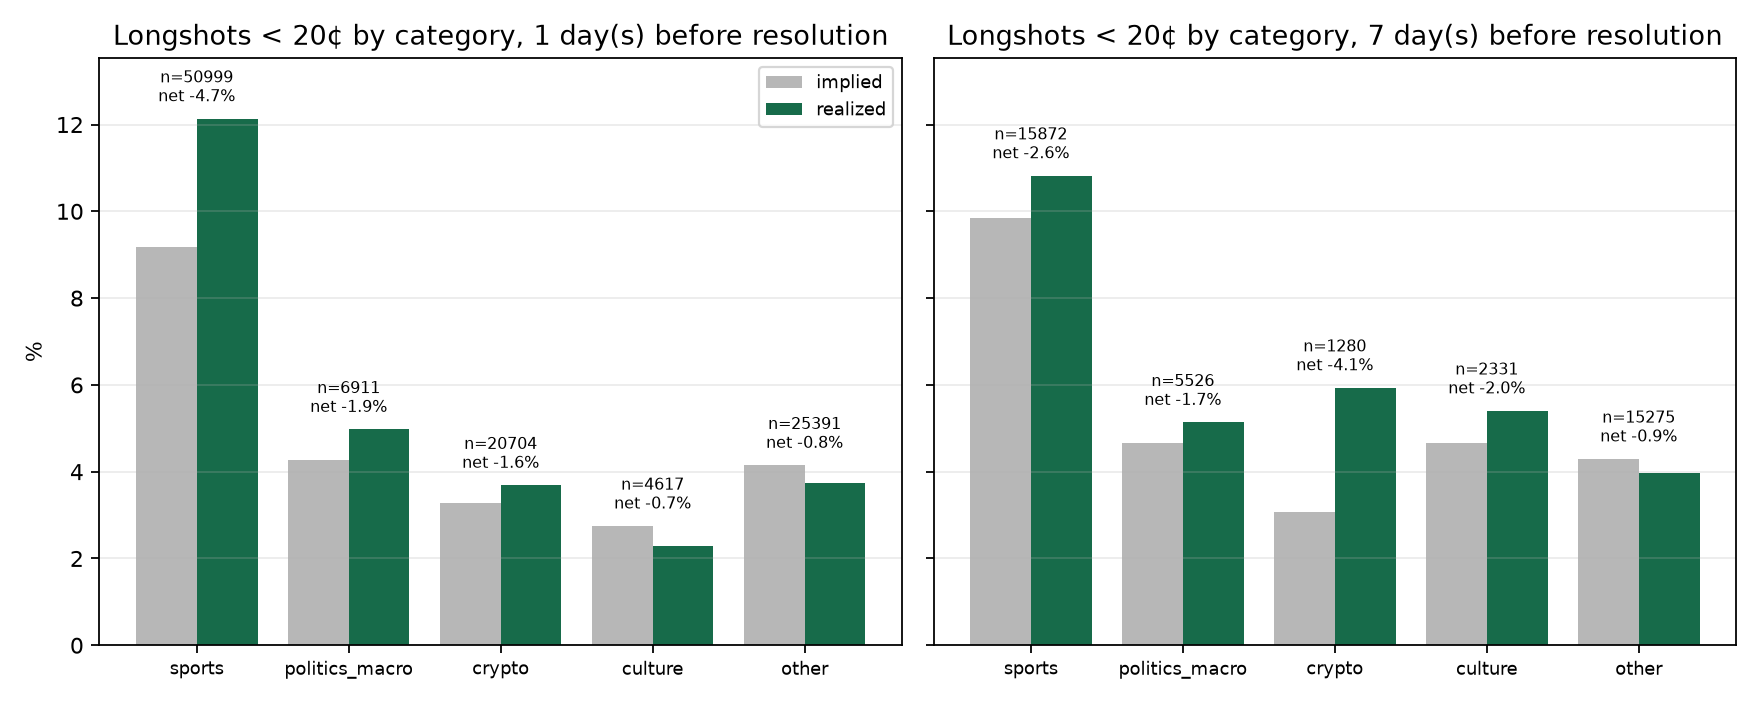 Longshots < 20¢ by category, 1 day(s) before resolution
n=50999
net -4.7%
implied
realized
12
10
8
6
4
2
0
%
n=6911
net -1.9%
n=20704
net -1.6%
n=4617
net -0.7%
n=25391
net -0.8%
sports
politics_macro
crypto
culture
other
Longshots < 20¢ by category, 7 day(s) before resolution
n=15872
net -2.6%
n=5526
net -1.7%
n=1280
net -4.1%
n=2331
net -2.0%
n=15275
net -0.9%
sports
politics_macro
crypto
culture
other